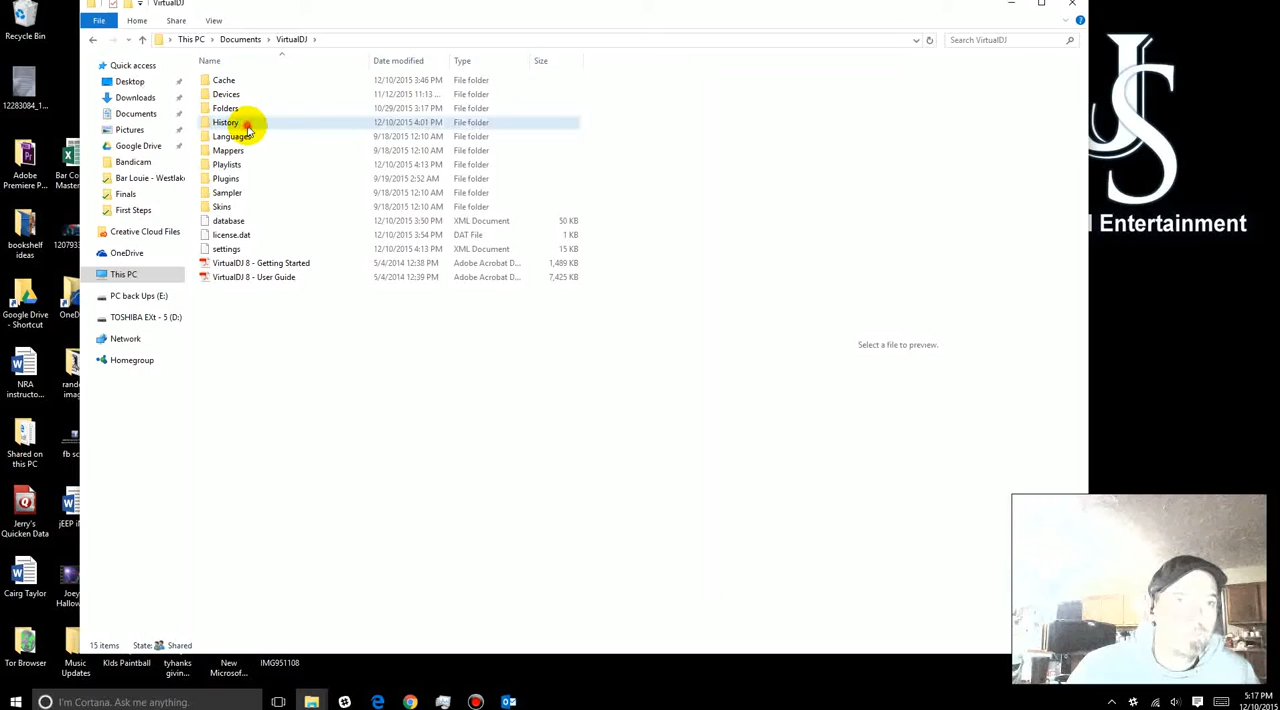 VirtualDJ
File Home Share View
This PC Documents VirtualDJ
Search VirtualDJ
Name Date modified Type Size
Cache 12/10/2015 3:46 PM File folder
Devices 11/12/2015 11:13 ... File folder
Folders 10/29/2015 3:17 PM File folder
History 12/10/2015 4:01 PM File folder
Languages 9/18/2015 12:10 AM File folder
Mappers 9/18/2015 12:10 AM File folder
Playlists 12/10/2015 4:13 PM File folder
Plugins 9/19/2015 2:52 AM File folder
Sampler 9/18/2015 12:10 AM File folder
Skins 9/18/2015 12:10 AM File folder
database 12/10/2015 3:50 PM XML Document 50 KB
license.dat 12/10/2015 3:54 PM DAT File 1 KB
settings 12/10/2015 4:13 PM XML Document 15 KB
VirtualDJ 8 - Getting Started 5/4/2014 12:38 PM Adobe Acrobat D... 1,489 KB
VirtualDJ 8 - User Guide 5/4/2014 12:39 PM Adobe Acrobat D... 7,425 KB
Quick access
Desktop
Downloads
Documents
Pictures
Google Drive
Bandicam
Bar Louie - Westlake
Finals
First Steps
Creative Cloud Files
OneDrive
This PC
PC back Ups (E:)
TOSHIBA EXt - 5 (D:)
Network
Homegroup
Select a file to preview.
15 items State: Shared
Recycle Bin
12283084_1...
Adobe
Premiere P...
Bar Co
Master
bookshelf
ideas
120793
Google Drive
- Shortcut
OneD
NRA
instructo...
rand
imag
Shared on
this PC
fb sc
Jerry's
Quicken Data
jEEP i
Cairg Taylor
Joey
Hallow
Tor Browser
Music
Updates
KIds Paintball
tyhanks
givin...
New
Microsof...
IMG951108
JS
l Entertainment
I'm Cortana. Ask me anything.
5:17 PM
12/10/2015